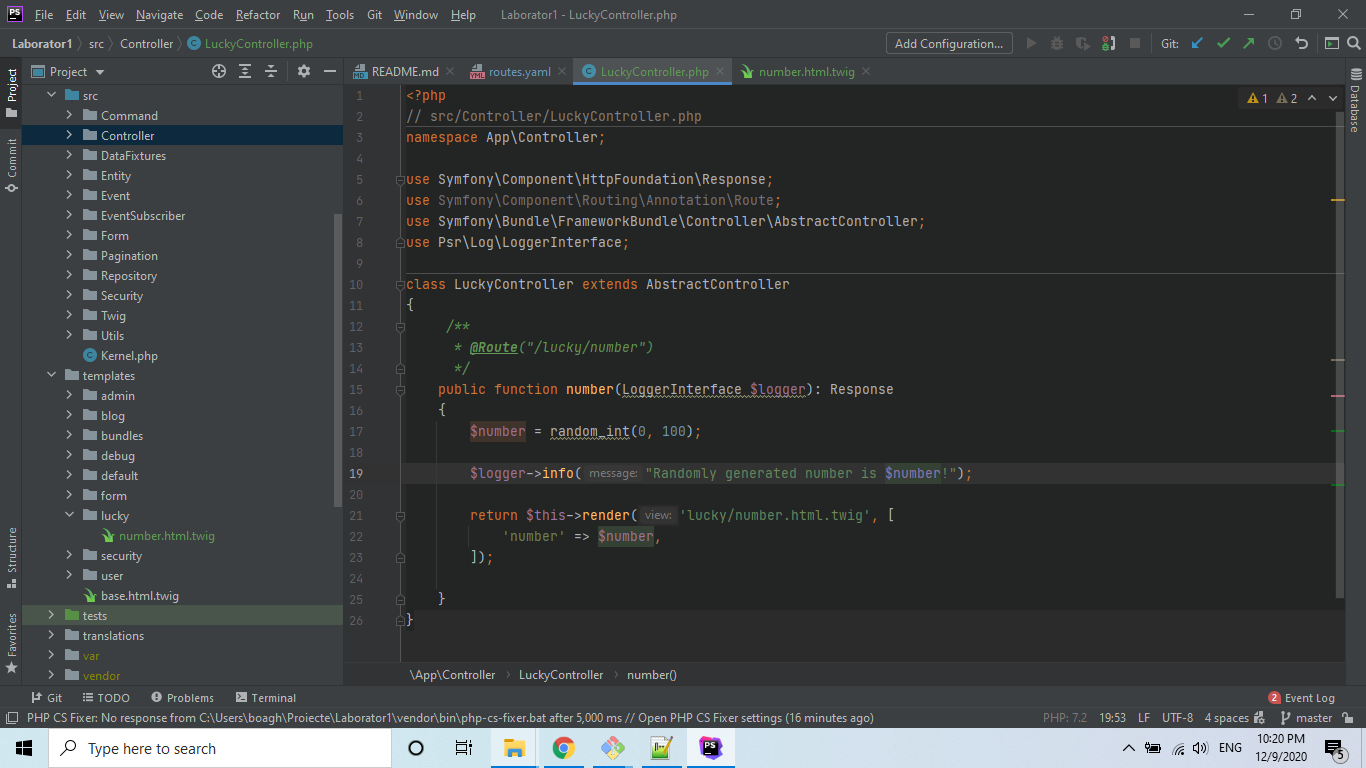 PS File Edit View Navigate Code Refactor Run Tools Git Window Help Laborator1 - LuckyController.php
Laborator1 src Controller LuckyController.php Add Configuration... Git:
Project README.md routes.yaml LuckyController.php number.html.twig
Project
Commit
Structure
Favorites
Database
src
Command
Controller
DataFixtures
Entity
Event
EventSubscriber
Form
Pagination
Repository
Security
Twig
Utils
Kernel.php
templates
admin
blog
bundles
debug
default
form
lucky
number.html.twig
security
user
base.html.twig
tests
translations
var
vendor
1 2
1 <?php
2 // src/Controller/LuckyController.php
3 namespace App\Controller;
4
5 use Symfony\Component\HttpFoundation\Response;
6 use Symfony\Component\Routing\Annotation\Route;
7 use Symfony\Bundle\FrameworkBundle\Controller\AbstractController;
8 use Psr\Log\LoggerInterface;
9
10 class LuckyController extends AbstractController
11 {
12 /**
13 * @Route("/lucky/number")
14 */
15 public function number(LoggerInterface $logger): Response
16 {
17 $number = random_int(0, 100);
18
19 $logger->info( message: "Randomly generated number is $number!");
20
21 return $this->render( view: 'lucky/number.html.twig', [
22 'number' => $number,
23 ]);
24
25 }
26 }
\App\Controller LuckyController number()
Git TODO Problems Terminal 2 Event Log
PHP CS Fixer: No response from C:\Users\boagh\Proiecte\Laborator1\vendor\bin\php-cs-fixer.bat after 5,000 ms // Open PHP CS Fixer settings (16 minutes ago) PHP: 7.2 19:53 LF UTF-8 4 spaces master
Type here to search PS ENG 10:20 PM
12/9/2020 5